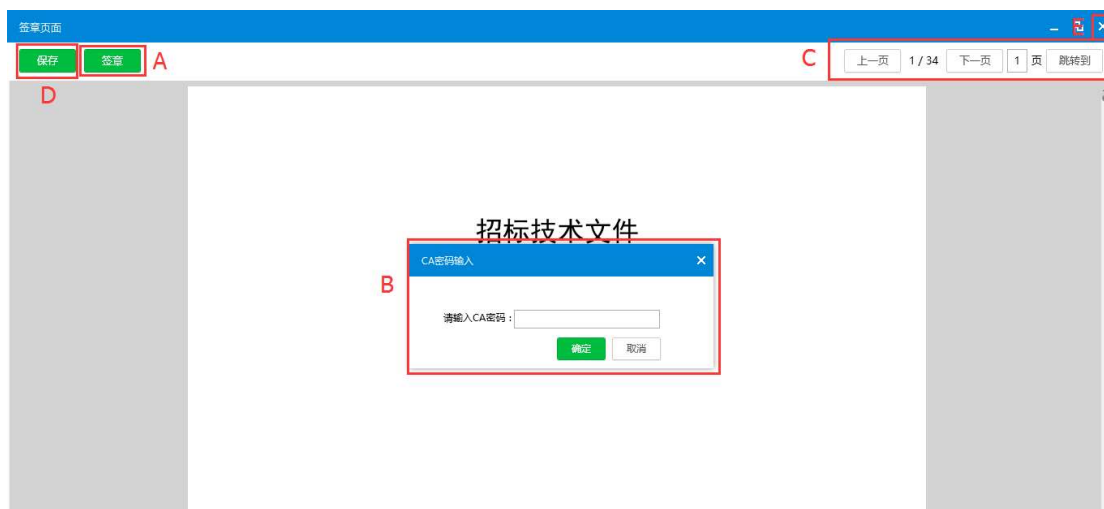 签章页面
保存 签章 A C 上一页 1 / 34 下一页 1 页 跳转到
D
招标技术文件
CA密码输入
B
请输入CA密码：
确定 取消